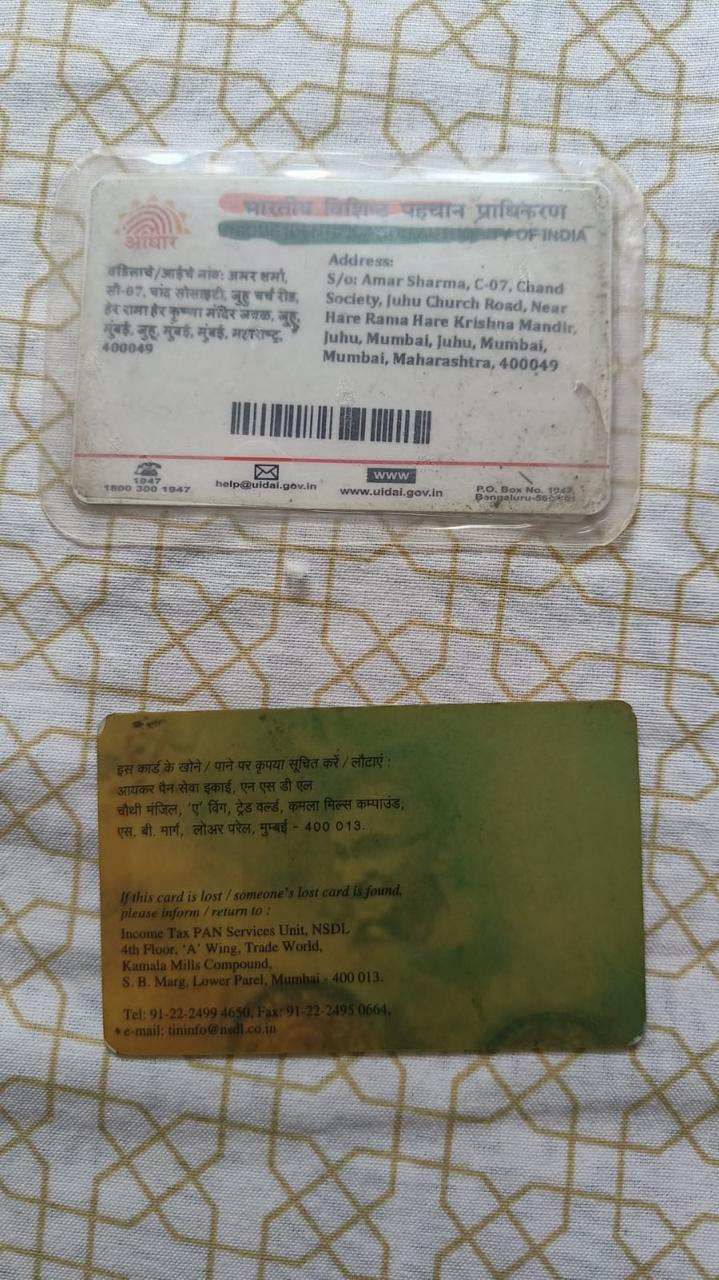 भारतीय विशिष्ट पहचान प्राधिकरण
OF INDIA
आधार
वडिलांचे/आईचे नाव: अमर शर्मा,
सी-07, चांद सोसाइटी, जुहू चर्च रोड,
हरे रामा हरे कृष्णा मंदिर जवळ, जुहू,
मुंबई, जुहू, मुंबई, मुंबई, महाराष्ट्र,
400049
Address:
S/o: Amar Sharma, C-07, Chand
Society, Juhu Church Road, Near
Hare Rama Hare Krishna Mandir,
Juhu, Mumbai, Juhu, Mumbai,
Mumbai, Maharashtra, 400049
1947
1800 300 1947
help@uidai.gov.in
www
www.uidai.gov.in
P.O. Box No. 1947,
Bengaluru-
इस कार्ड के खोने / पाने पर कृपया सूचित करें / लौटाएं :
आयकर पैन सेवा इकाई, एन एस डी एल
चौथी मंजिल, 'ए' विंग, ट्रेड वर्ल्ड, कमला मिल्स कम्पाउंड,
एस. बी. मार्ग, लोअर परेल, मुम्बई - 400 013.
If this card is lost / someone's lost card is found,
please inform / return to :
Income Tax PAN Services Unit, NSDL
4th Floor, 'A' Wing, Trade World,
Kamala Mills Compound,
S. B. Marg, Lower Parel, Mumbai - 400 013.
Tel: 91-22-2499 4650, Fax: 91-22-2495 0664,
e-mail: tininfo@nsdl.co.in